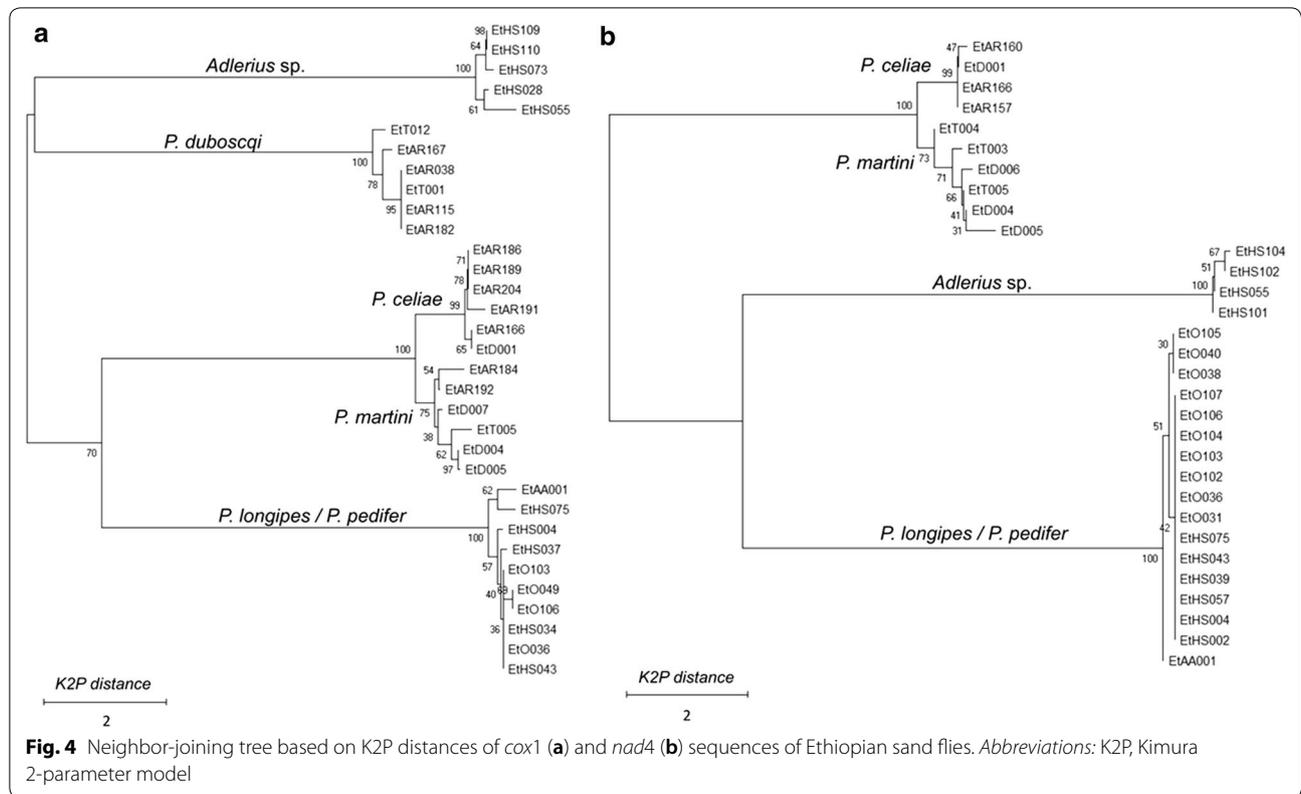 a
Adlerius sp.
98
EtHS109
64
EtHS110
100
EtHS073
EtHS028
61
EtHS055
P. duboscqi
EtT012
100
EtAR167
78
EtAR038
EtT001
95
EtAR115
EtAR182
EtAR186
71
EtAR189
78
EtAR204
P. celiae
99
EtAR191
EtAR166
100
65
EtD001
54
EtAR184
EtAR192
P. martini
75
EtD007
38
EtT005
62
EtD004
97
EtD005
70
62
EtAA001
EtHS075
P. longipes / P. pedifer
100
EtHS004
EtHS037
57
EtO103
40
EtO049
EtO106
36
EtHS034
EtO036
EtHS043
K2P distance
2
b
47
EtAR160
P. celiae
99
EtD001
EtAR166
100
EtAR157
EtT004
P. martini
73
EtT003
71
EtD006
66
EtT005
41
EtD004
31
EtD005
67
EtHS104
51
EtHS102
Adlerius sp.
100
EtHS055
EtHS101
EtO105
30
EtO040
EtO038
EtO107
EtO106
51
EtO104
EtO103
EtO102
EtO036
EtO031
42
EtHS075
P. longipes / P. pedifer
100
EtHS043
EtHS039
EtHS057
EtHS004
EtHS002
EtAA001
K2P distance
2
Fig. 4 Neighbor-joining tree based on K2P distances of cox1 (a) and nad4 (b) sequences of Ethiopian sand flies. Abbreviations: K2P, Kimura
2-parameter model